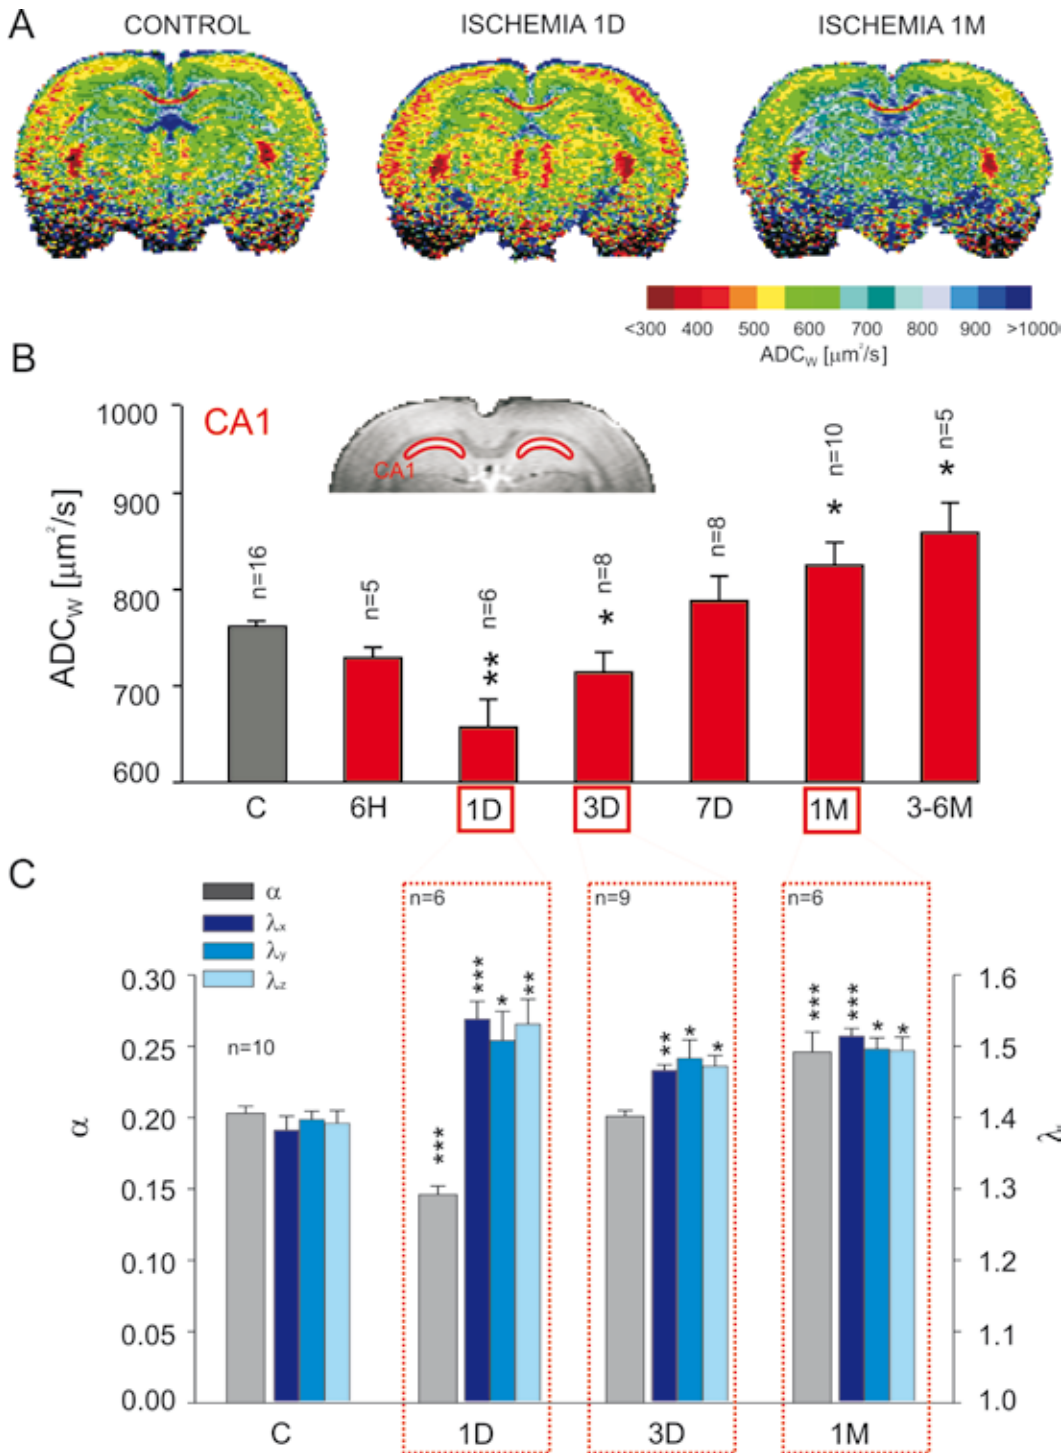 A
CONTROL ISCHEMIA 1D ISCHEMIA 1M
<300 400 500 600 700 800 900 >1000
ADCW [μm²/s]
B
CA1
CA1
ADCW [μm²/s]
1000
900
800
700
600
n=16 n=5 n=6 n=8 n=8 n=10 n=5
** * * *
C 6H 1D 3D 7D 1M 3-6M
C
α
λx
λy
λz
n=10 n=6 n=9 n=6
*** *** * ** ** * * *** *** * *
α
0.30
0.25
0.20
0.15
0.10
0.05
0.00
1.6
1.5
1.4
1.3
1.2
1.1
1.0
C 1D 3D 1M